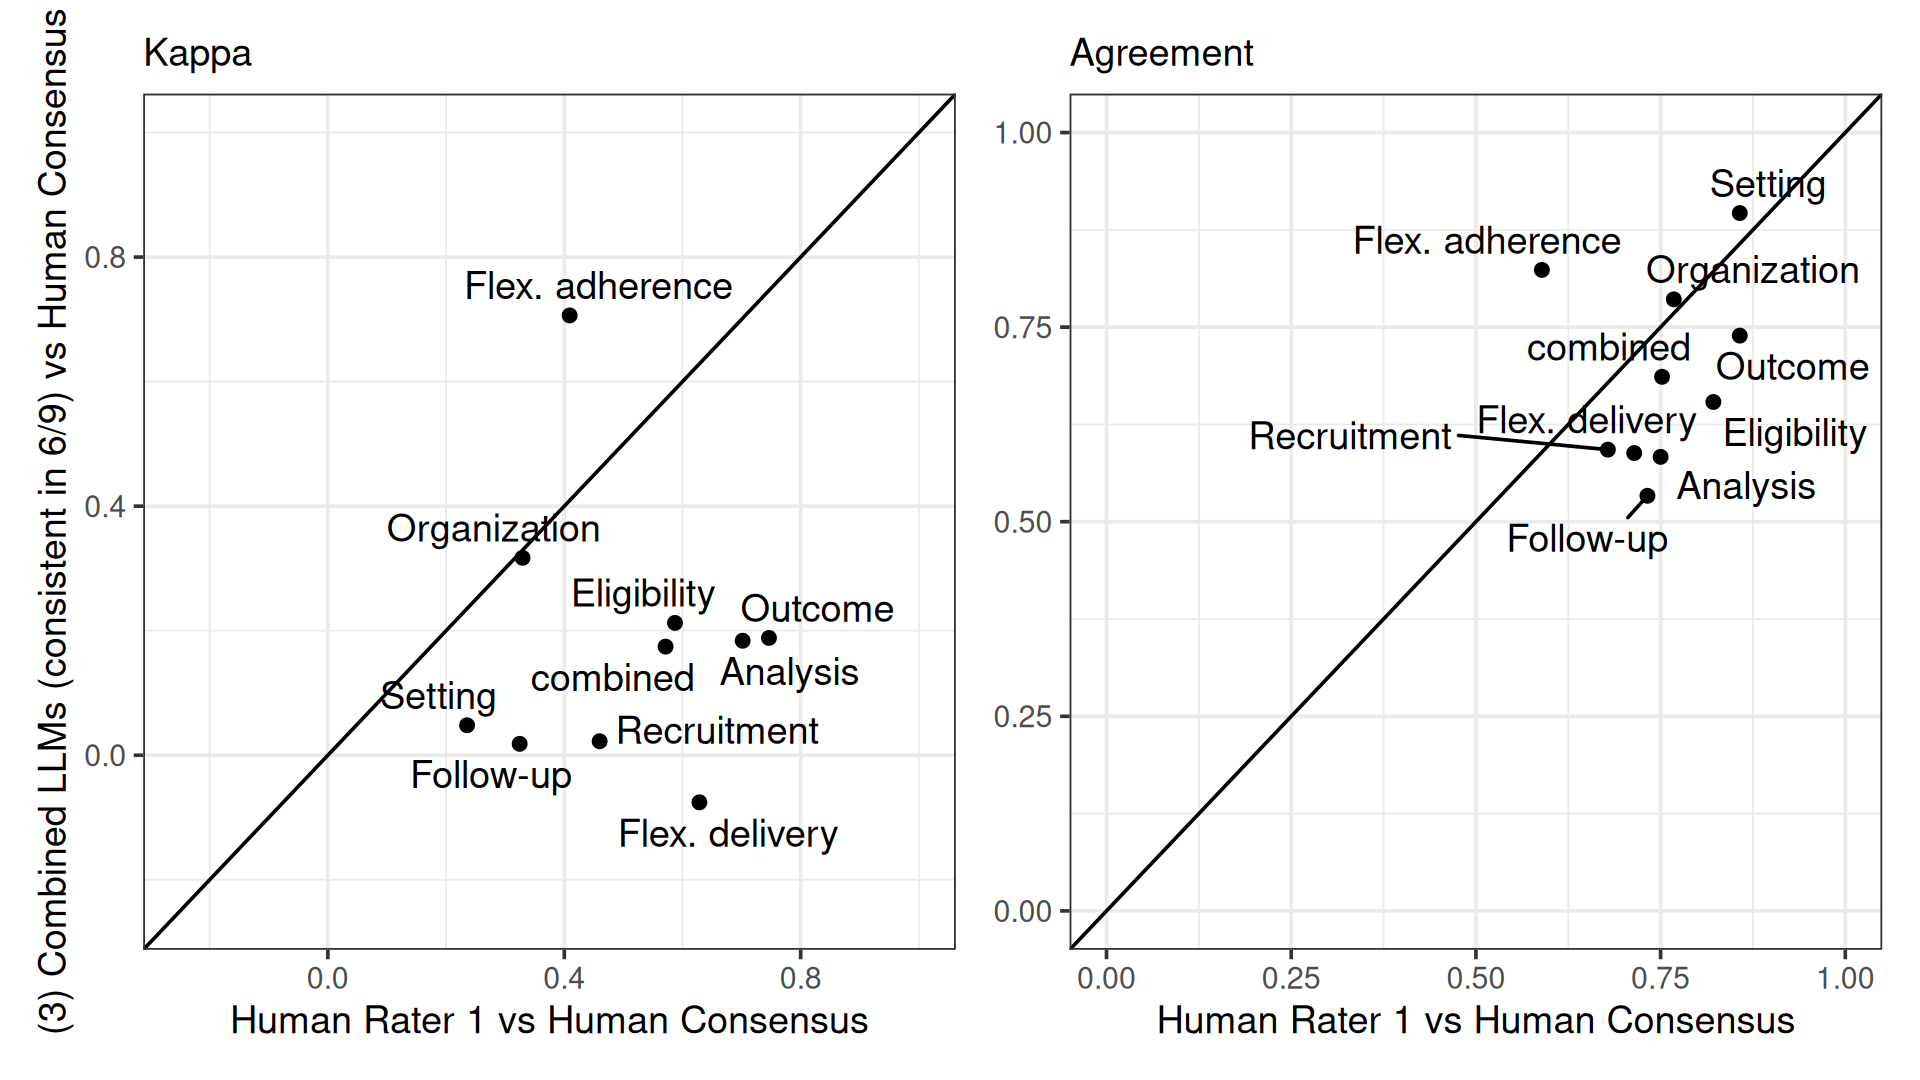 (3) Combined LLMs (consistent in 6/9) vs Human Consensus
Kappa
0.8
0.4
0.0
Flex. adherence
Organization
Eligibility
Outcome
combined
Analysis
Setting
Recruitment
Follow-up
Flex. delivery
0.0
0.4
0.8
Human Rater 1 vs Human Consensus
Agreement
1.00
0.75
0.50
0.25
0.00
Setting
Flex. adherence
Organization
combined
Outcome
Flex. delivery
Recruitment
Eligibility
Analysis
Follow-up
0.00
0.25
0.50
0.75
1.00
Human Rater 1 vs Human Consensus